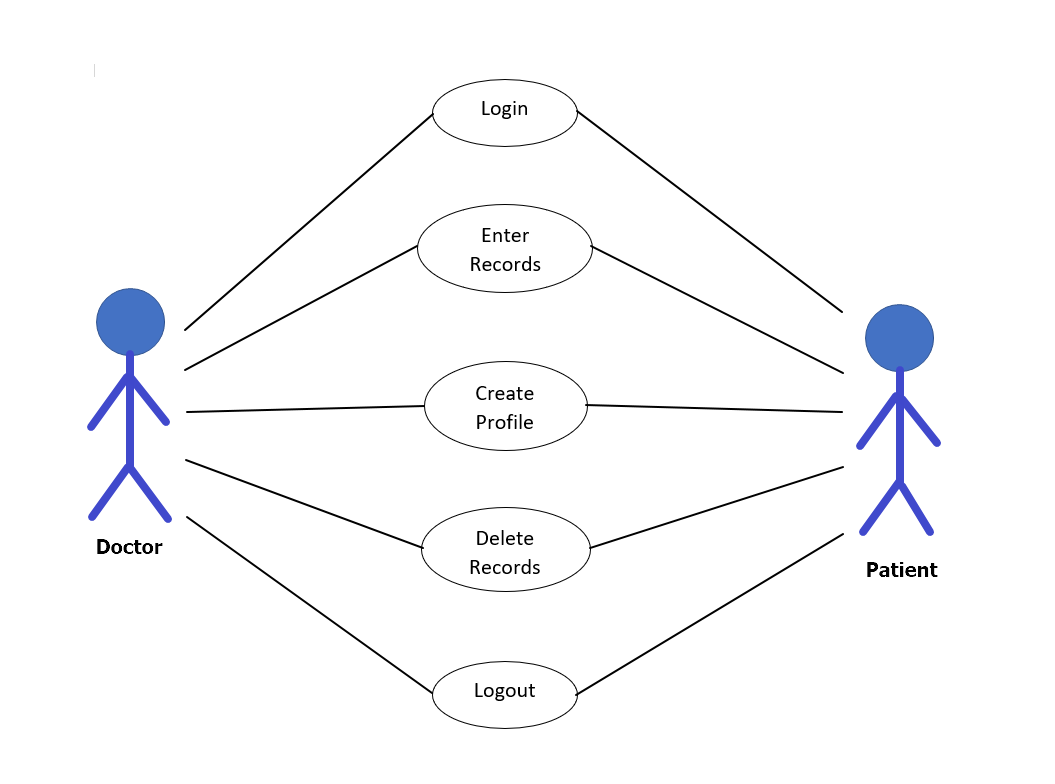 Login
Enter
Records
Create
Profile
Delete
Records
Doctor
Patient
Logout